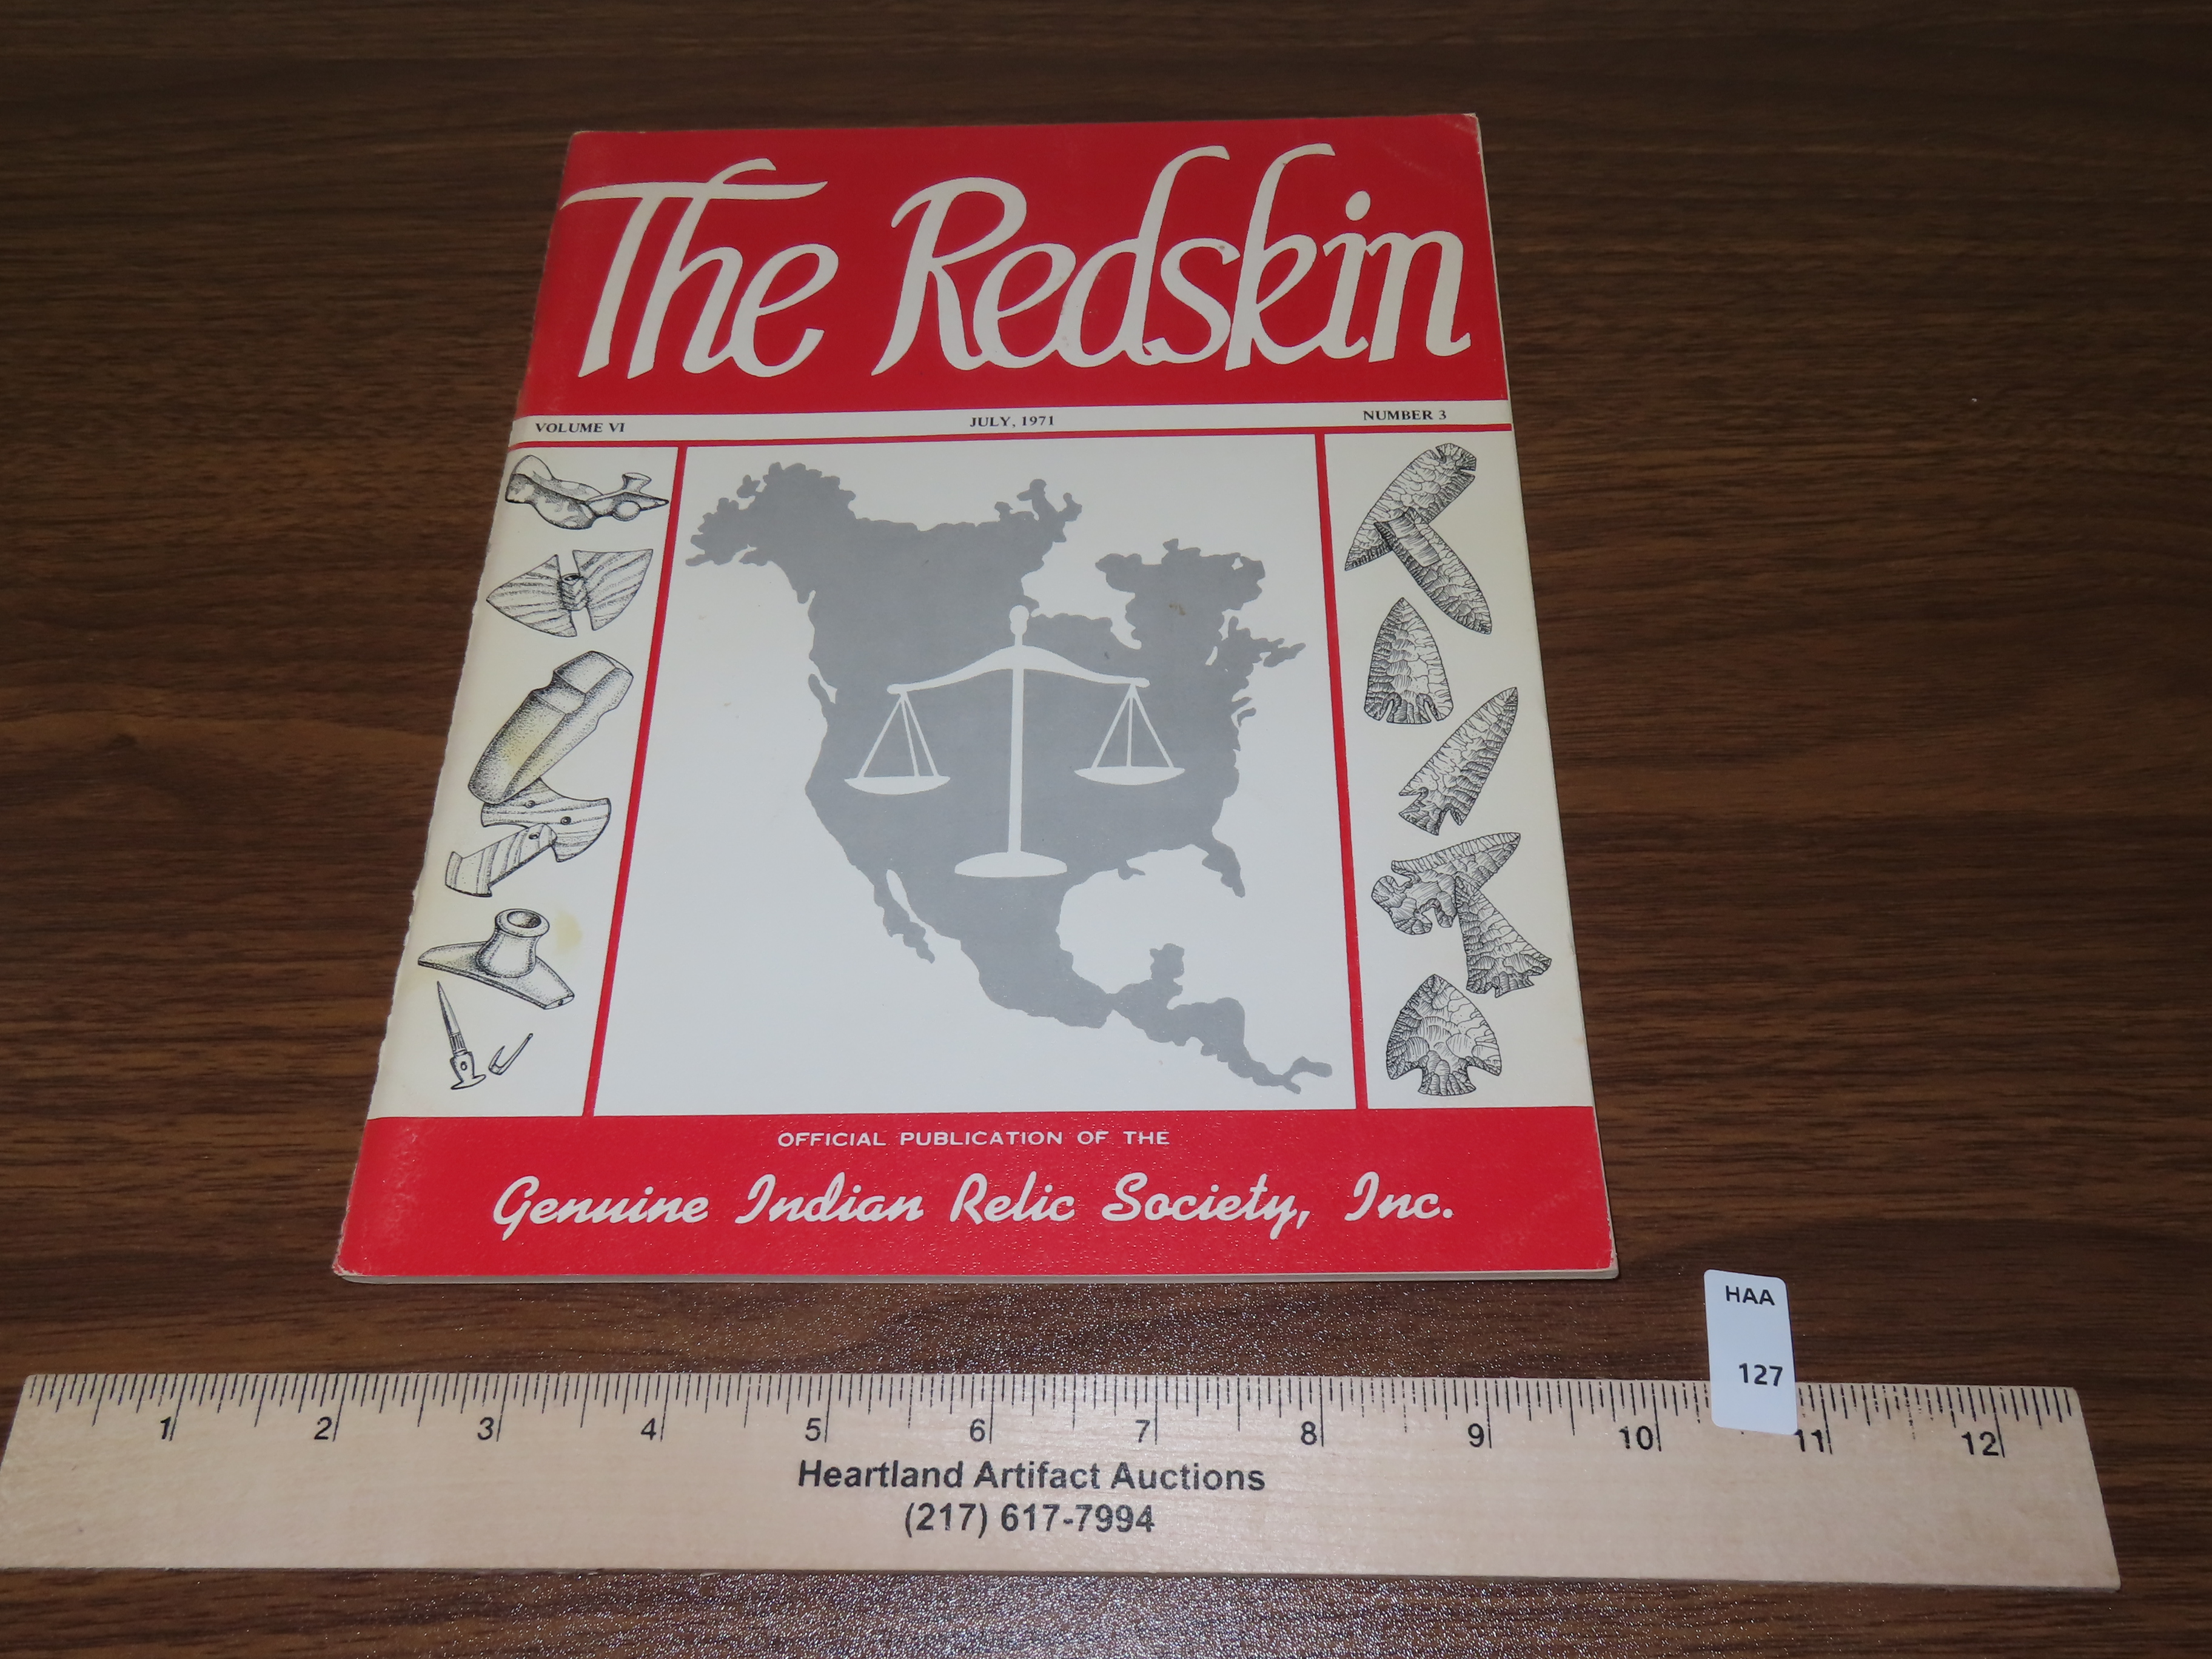 The Redskin
VOLUME VI JULY, 1971 NUMBER 3
OFFICIAL PUBLICATION OF THE
Genuine Indian Relic Society, Inc.
HAA
127
1 2 3 4 5 6 7 8 9 10 11 12
Heartland Artifact Auctions
(217) 617-7994